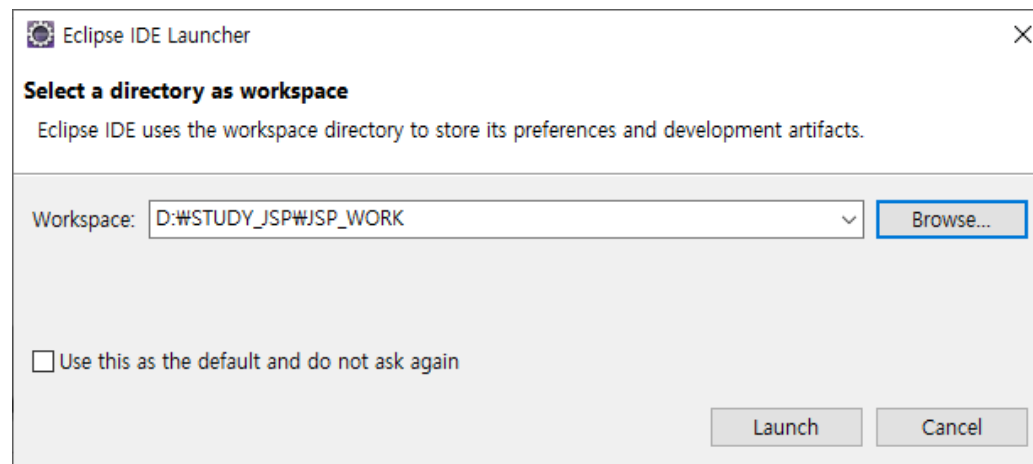 Eclipse IDE Launcher
Select a directory as workspace
Eclipse IDE uses the workspace directory to store its preferences and development artifacts.
Workspace: D:₩STUDY_JSP₩JSP_WORK Browse...
Use this as the default and do not ask again
Launch Cancel